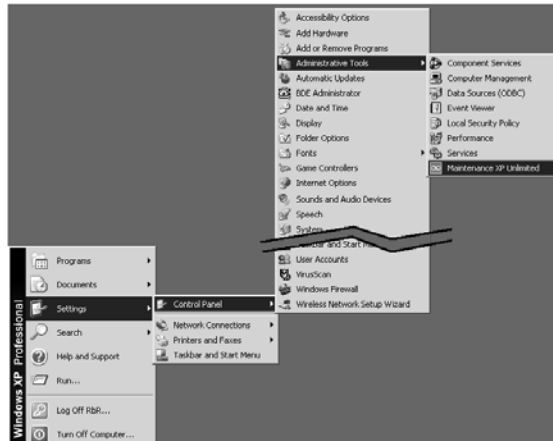 Accessibility Options
Add Hardware
Add or Remove Programs
Administrative Tools
Automatic Updates
BDE Administrator
Date and Time
Display
Folder Options
Fonts
Game Controllers
Internet Options
Sounds and Audio Devices
Speech
System
Taskbar and Start M
User Accounts
VirusScan
Windows Firewall
Wireless Network Setup Wizard
Component Services
Computer Management
Data Sources (ODBC)
Event Viewer
Local Security Policy
Performance
Services
Maintenance XP Unlimited
Windows XP Professional
Programs
Documents
Settings
Search
Help and Support
Run...
Log Off RbR...
Turn Off Computer...
Control Panel
Network Connections
Printers and Faxes
Taskbar and Start Menu